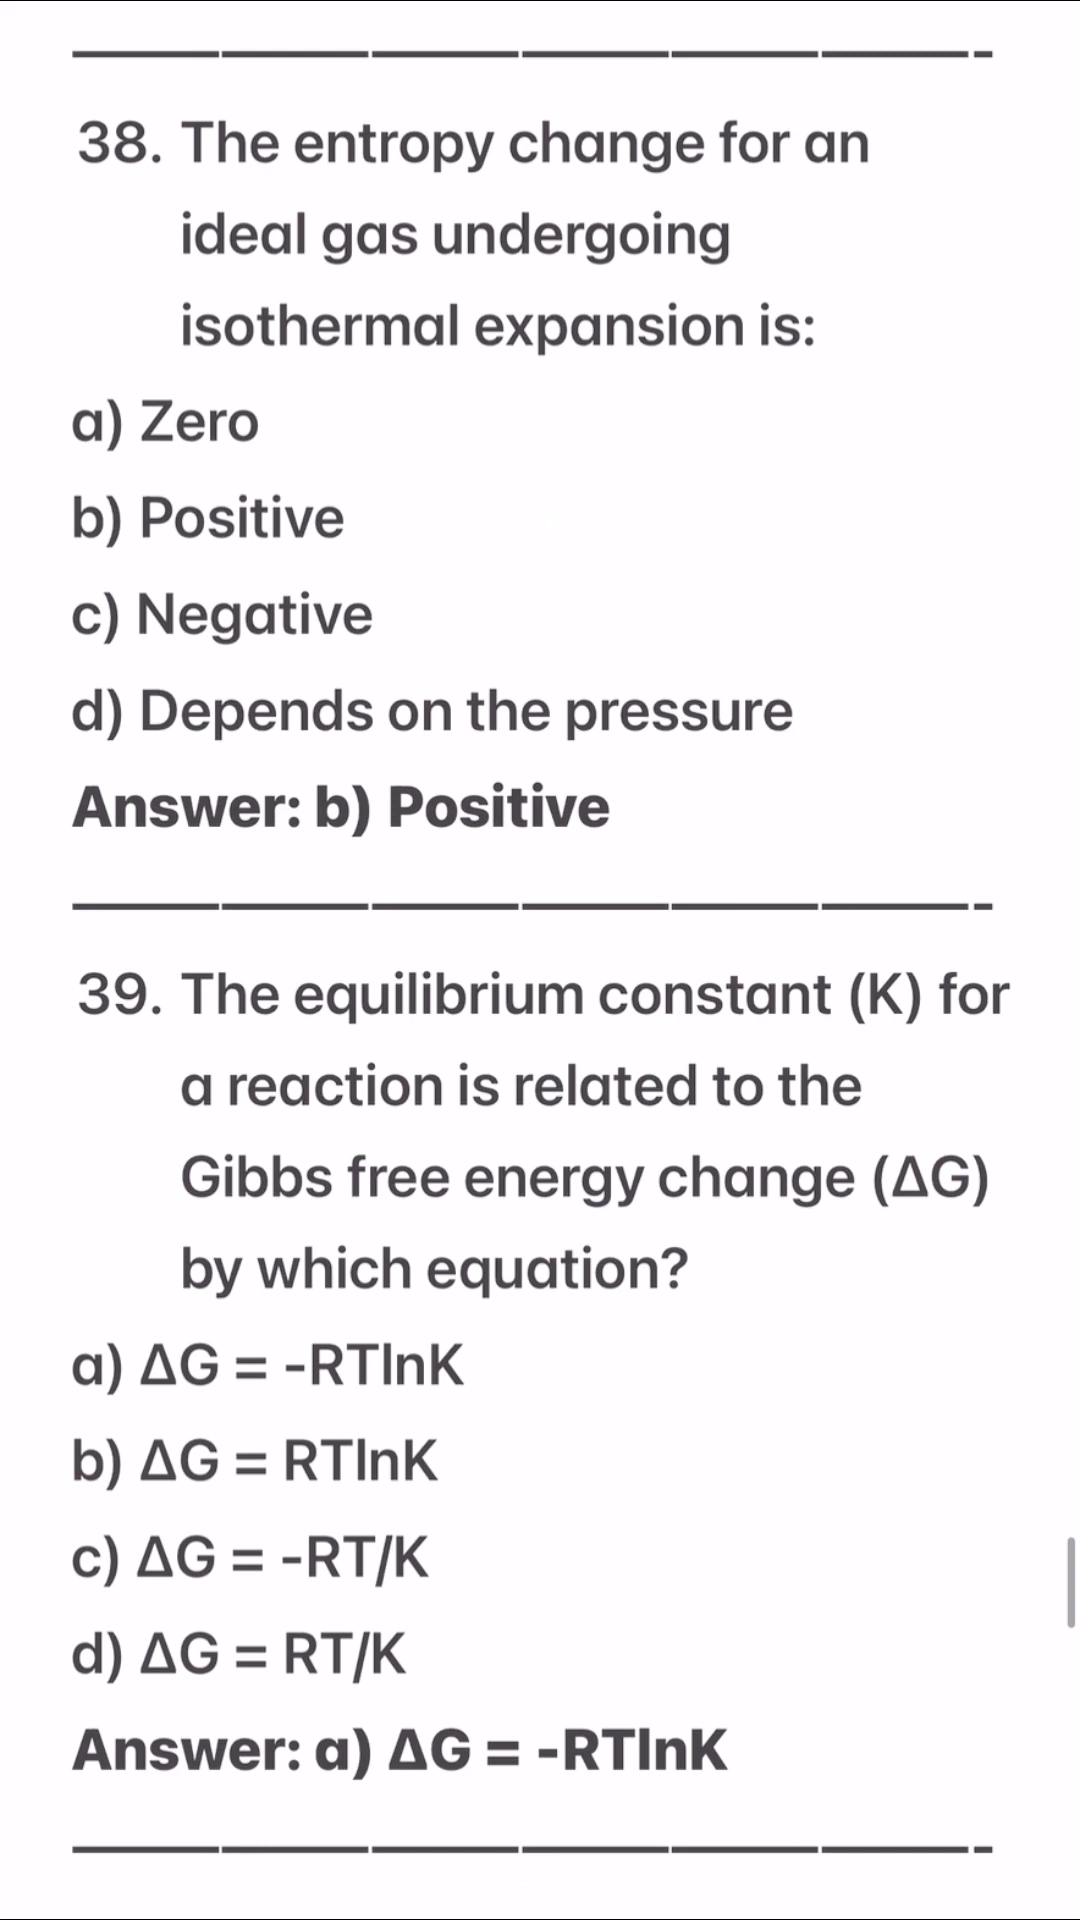 38. The entropy change for an
ideal gas undergoing
isothermal expansion is:
a) Zero
b) Positive
c) Negative
d) Depends on the pressure
Answer: b) Positive
39. The equilibrium constant (K) for
a reaction is related to the
Gibbs free energy change (ΔG)
by which equation?
a) ΔG = -RTlnK
b) ΔG = RTlnK
c) ΔG = -RT/K
d) ΔG = RT/K
Answer: a) ΔG = -RTlnK